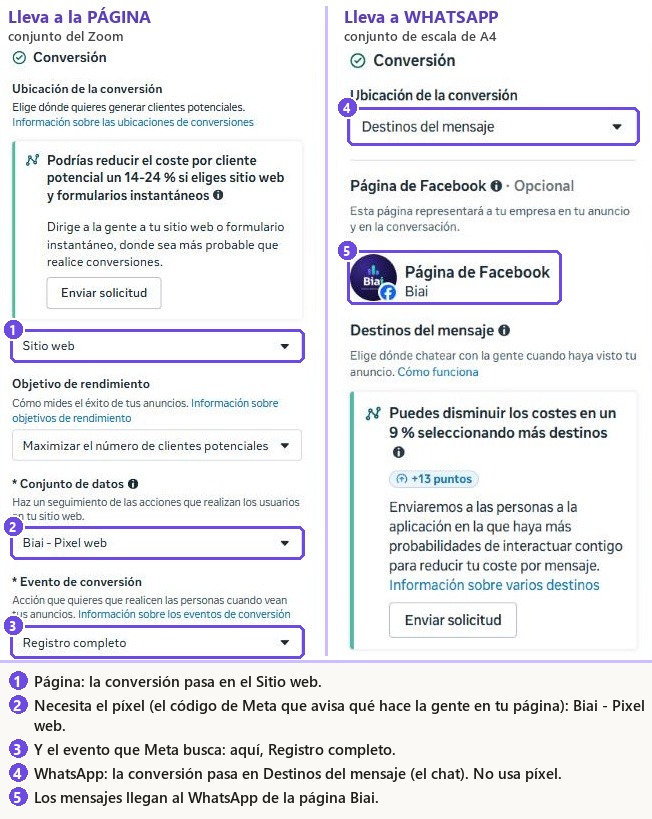 Lleva a la PÁGINA
conjunto del Zoom
Conversión
Ubicación de la conversión
Elige dónde quieres generar clientes potenciales.
Información sobre las ubicaciones de conversiones
Podrías reducir el coste por cliente
potencial un 14-24 % si eliges sitio web
y formularios instantáneos
Dirige a la gente a tu sitio web o formulario
instantáneo, donde sea más probable que
realice conversiones.
Enviar solicitud
1
Sitio web
Objetivo de rendimiento
Cómo mides el éxito de tus anuncios. Información sobre
objetivos de rendimiento
Maximizar el número de clientes potenciales
* Conjunto de datos
Haz un seguimiento de las acciones que realizan los usuarios
en tu sitio web.
2
Biai - Pixel web
* Evento de conversión
Acción que quieres que realicen las personas cuando vean
tus anuncios. Información sobre los eventos de conversión
3
Registro completo
Lleva a WHATSAPP
conjunto de escala de A4
Conversión
Ubicación de la conversión
4
Destinos del mensaje
Página de Facebook · Opcional
Esta página representará a tu empresa en tu anuncio
y en la conversación.
5
Biai
Página de Facebook
Biai
Destinos del mensaje
Elige dónde chatear con la gente cuando haya visto tu
anuncio. Cómo funciona
Puedes disminuir los costes en un
9 % seleccionando más destinos
+13 puntos
Enviaremos a las personas a la
aplicación en la que haya más
probabilidades de interactuar contigo
para reducir tu coste por mensaje.
Información sobre varios destinos
Enviar solicitud
1 Página: la conversión pasa en el Sitio web.
2 Necesita el píxel (el código de Meta que avisa qué hace la gente en tu página): Biai - Pixel
web.
3 Y el evento que Meta busca: aquí, Registro completo.
4 WhatsApp: la conversión pasa en Destinos del mensaje (el chat). No usa píxel.
5 Los mensajes llegan al WhatsApp de la página Biai.